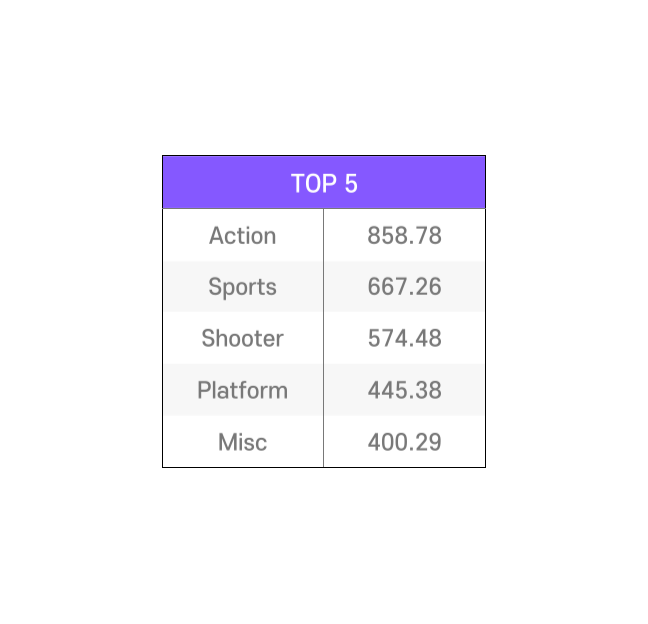 TOP 5
Action 858.78
Sports 667.26
Shooter 574.48
Platform 445.38
Misc 400.29